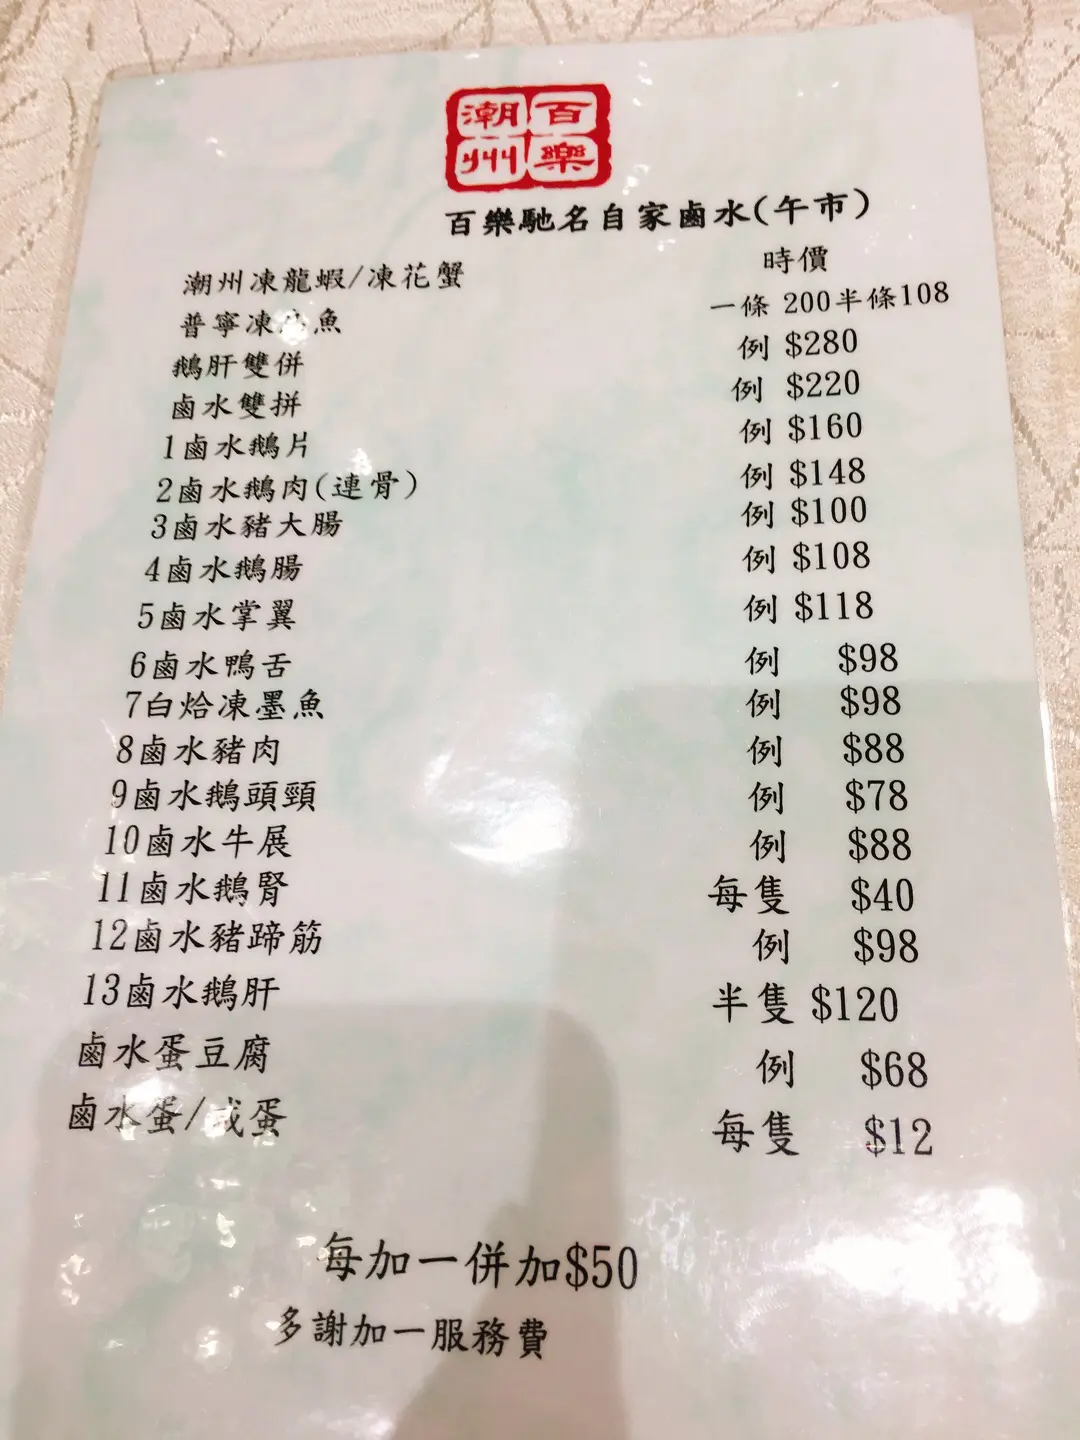 百樂
潮州
百樂馳名自家鹵水(午市)
潮州凍龍蝦/凍花蟹 時價
普寧凍魚 一條 200半條108
鵝肝雙併 例 $280
鹵水雙拼 例 $220
1鹵水鵝片 例 $160
2鹵水鵝肉(連骨) 例 $148
3鹵水豬大腸 例 $100
4鹵水鵝腸 例 $108
5鹵水掌翼 例 $118
6鹵水鴨舌 例 $98
7白烚凍墨魚 例 $98
8鹵水豬肉 例 $88
9鹵水鵝頭頸 例 $78
10鹵水牛展 例 $88
11鹵水鵝腎 每隻 $40
12鹵水豬蹄筋 例 $98
13鹵水鵝肝 半隻 $120
鹵水蛋豆腐 例 $68
鹵水蛋/咸蛋 每隻 $12
每加一併加$50
多謝加一服務費